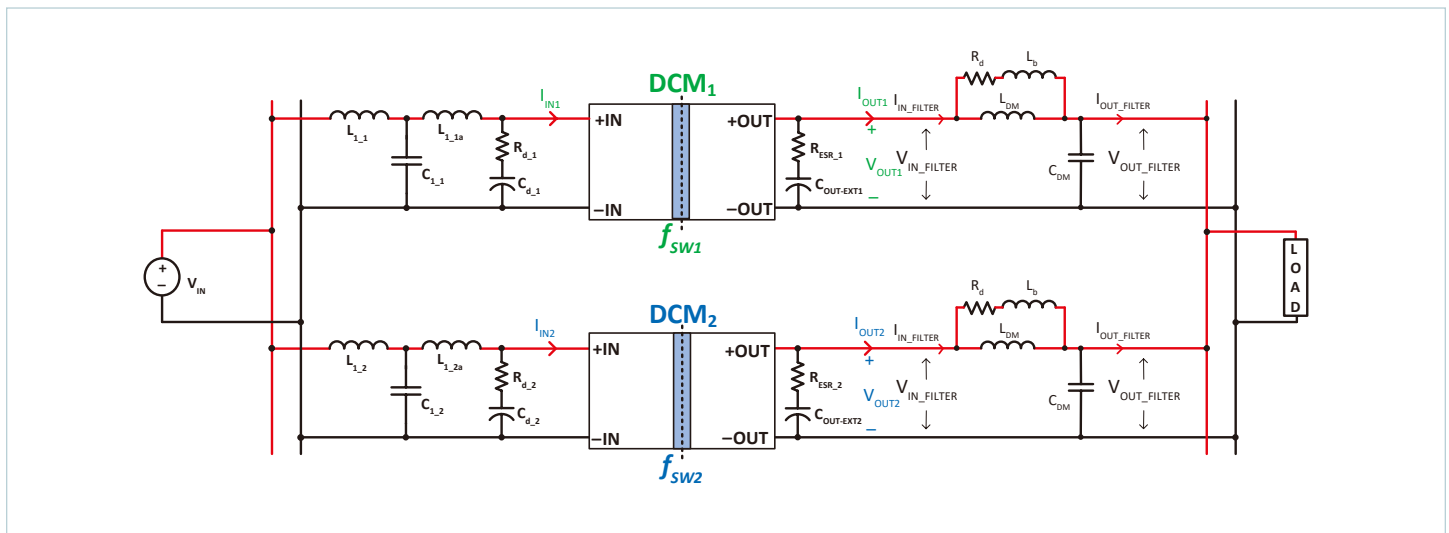 DCM1
IIN1
L1_1
L1_1a
C1_1
Rd_1
Cd_1
+IN
−IN
+OUT
−OUT
fSW1
RESR_1
COUT-EXT1
IOUT1
+
VOUT1
−
IIN_FILTER
VIN_FILTER
Rd
Lb
LDM
CDM
IOUT_FILTER
VOUT_FILTER
+
−
VIN
LOAD
DCM2
IIN2
L1_2
L1_2a
C1_2
Rd_2
Cd_2
+IN
−IN
+OUT
−OUT
fSW2
RESR_2
COUT-EXT2
IOUT2
+
VOUT2
−
IIN_FILTER
VIN_FILTER
Rd
Lb
LDM
CDM
IOUT_FILTER
VOUT_FILTER